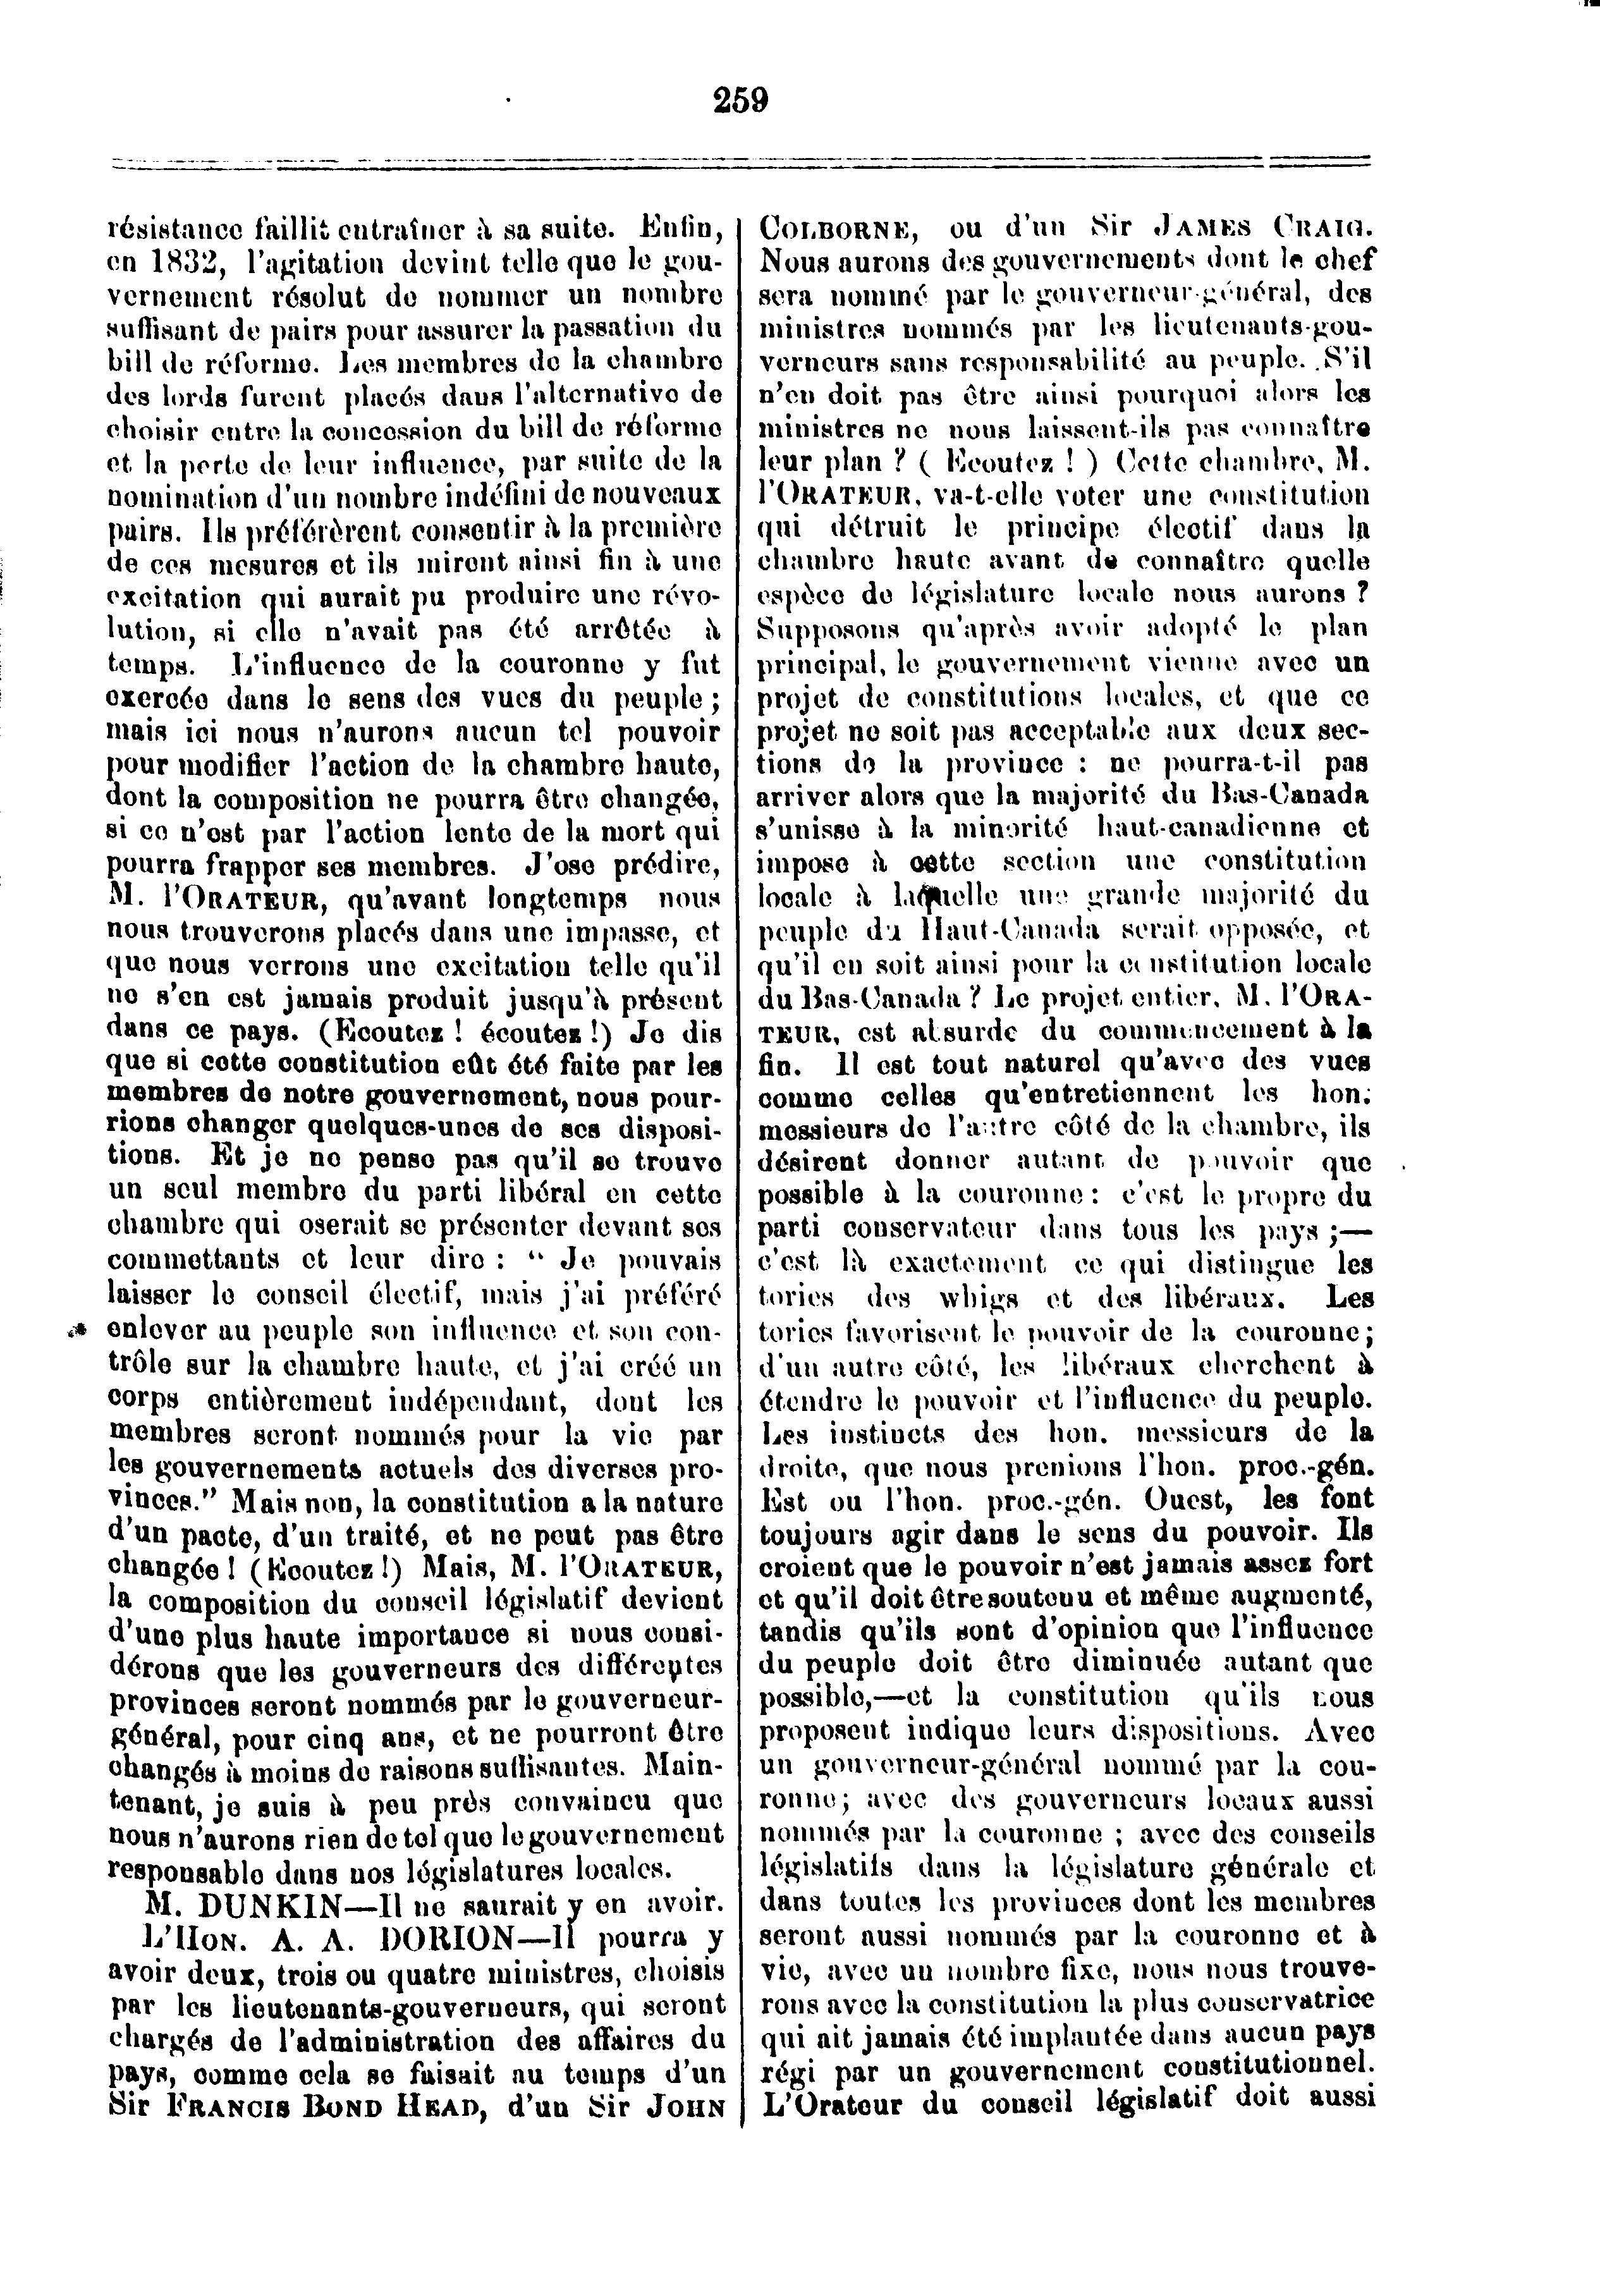 259
résistance faillit entraîner à sa suite. Enfin,
en 1832, l'agitation devint telle que le gou-
vernement résolut de nommer un nombre
suffisant de pairs pour assurer la passation du
bill de réforme. Les membres de la chambre
des lords furent placés dans l'alternative de
choisir entre la concession du bill de réforme
et la perte de leur influence, par suite de la
nomination d'un nombre indéfini de nouveaux
pairs. Ils préférèrent consentir à la première
de ces mesures et ils mirent ainsi fin à une
excitation qui aurait pu produire une révo-
lution, si elle n'avait pas été arrêtée à
temps. L'influence de la couronne y fut
exercée dans le sens des vues du peuple ;
mais ici nous n'aurons aucun tel pouvoir
pour modifier l'action de la chambre haute,
dont la composition ne pourra être changée,
si ce n'est par l'action lente de la mort qui
pourra frapper ses membres. J'ose prédire,
M. l'ORATEUR, qu'avant longtemps nous
nous trouverons placés dans une impasse, et
que nous verrons une excitation telle qu'il
ne s'en est jamais produit jusqu'à présent
dans ce pays. (Ecoutez ! écoutez !) Je dis
que si cette constitution eût été faite par les
membres de notre gouvernement, nous pour-
rions changer quelques-unes de ses disposi-
tions. Et je ne pense pas qu'il se trouve
un seul membre du parti libéral en cette
chambre qui oserait se présenter devant ses
commettants et leur dire : " Je pouvais
laisser le conseil électif, mais j'ai préféré
enlever au peuple son influence et son con-
trôle sur la chambre haute, et j'ai créé un
corps entièrement indépendant, dont les
membres seront nommés pour la vie par
les gouvernements actuels des diverses pro-
vinces." Mais non, la constitution a la nature
d'un pacte, d'un traité, et ne peut pas être
changée ! (Ecoutez !) Mais, M. l'ORATEUR,
la composition du conseil législatif devient
d'une plus haute importance si nous consi-
dérons que les gouverneurs des différentes
provinces seront nommés par le gouverneur-
général, pour cinq ans, et ne pourront être
changés à moins de raisons suffisantes. Main-
tenant, je suis à peu près convaincu que
nous n'aurons rien de tel que le gouvernement
responsable dans nos législatures locales.
M. DUNKIN—Il ne saurait y en avoir.
L'HON. A. A. DORION—Il pourra y
avoir deux, trois ou quatre ministres, choisis
par les lieutenants-gouverneurs, qui seront
chargés de l'administration des affaires du
pays, comme cela se faisait au temps d'un
Sir FRANCIS BOND HEAD, d'un Sir JOHN
COLBORNE, ou d'un Sir JAMES CRAIG.
Nous aurons des gouvernements dont le chef
sera nommé par le gouverneur-général, des
ministres nommés par les lieutenants-gou-
verneurs sans responsabilité au peuple. S'il
n'en doit pas être ainsi pourquoi alors les
ministres ne nous laissent-ils pas connaître
leur plan ? ( Ecoutez ! ) Cette chambre, M.
l'ORATEUR, va-t-elle voter une constitution
qui détruit le principe électif dans la
chambre haute avant de connaître quelle
espèce de législature locale nous aurons ?
Supposons qu'après avoir adopté le plan
principal, le gouvernement vienne avec un
projet de constitutions locales, et que ce
projet ne soit pas acceptable aux deux sec-
tions de la province : ne pourra-t-il pas
arriver alors que la majorité du Bas-Canada
s'unisse à la minorité haut-canadienne et
impose à cette section une constitution
locale à laquelle une grande majorité du
peuple du Haut-Canada serait opposée, et
qu'il en soit ainsi pour la constitution locale
du Bas-Canada ? Le projet entier, M. l'ORA-
TEUR, est absurde du commencement à la
fin. Il est tout naturel qu'avec des vues
comme celles qu'entretiennent les hon.
messieurs de l'autre côté de la chambre, ils
désirent donner autant de pouvoir que
possible à la couronne : c'est le propre du
parti conservateur dans tous les pays ;—
c'est là exactement ce qui distingue les
tories des whigs et des libéraux. Les
tories favorisent le pouvoir de la couronne ;
d'un autre côté, les libéraux cherchent à
étendre le pouvoir et l'influence du peuple.
Les instincts des hon. messieurs de la
droite, que nous prenions l'hon. proc.-gén.
Est ou l'hon. proc.-gén. Ouest, les font
toujours agir dans le sens du pouvoir. Ils
croient que le pouvoir n'est jamais assez fort
et qu'il doit être soutenu et même augmenté,
tandis qu'ils sont d'opinion que l'influence
du peuple doit être diminuée autant que
possible,—et la constitution qu'ils nous
proposent indique leurs dispositions. Avec
un gouverneur-général nommé par la cou-
ronne ; avec des gouverneurs locaux aussi
nommés par la couronne ; avec des conseils
législatifs dans la législature générale et
dans toutes les provinces dont les membres
seront aussi nommés par la couronne et à
vie, avec un nombre fixe, nous nous trouve-
rons avec la constitution la plus conservatrice
qui ait jamais été implantée dans aucun pays
régi par un gouvernement constitutionnel.
L'Orateur du conseil législatif doit aussi